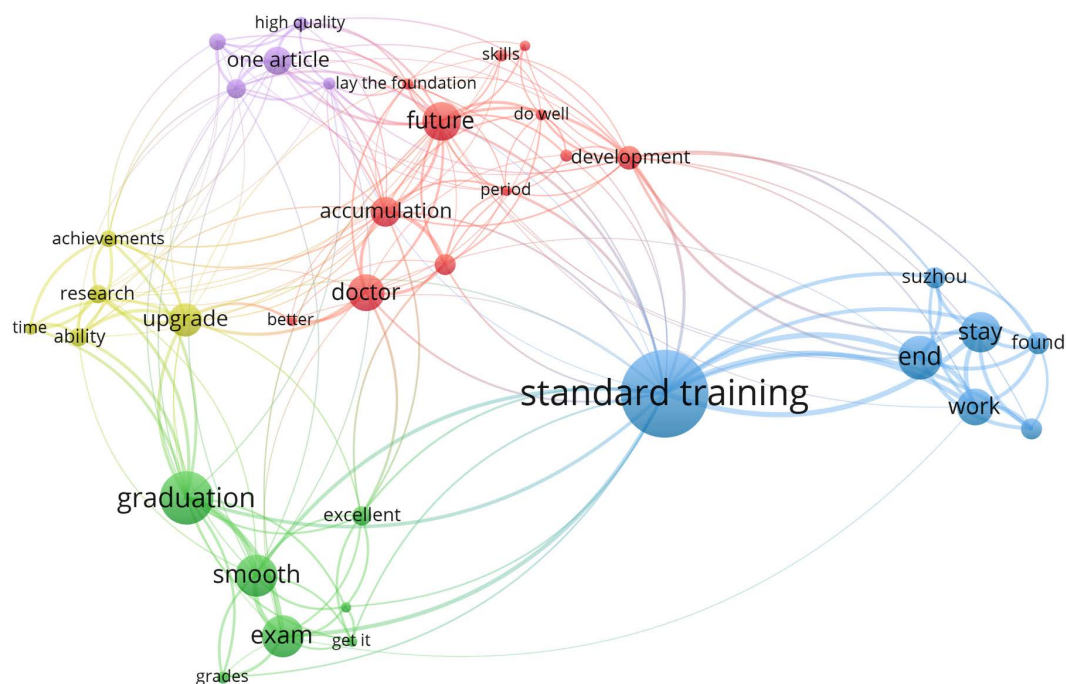 high quality
one article
skills
lay the foundation
future
do well
development
period
accumulation
achievements
research
time
ability
upgrade
better
doctor
suzhou
stay
found
end
work
standard training
graduation
excellent
smooth
exam
get it
grades